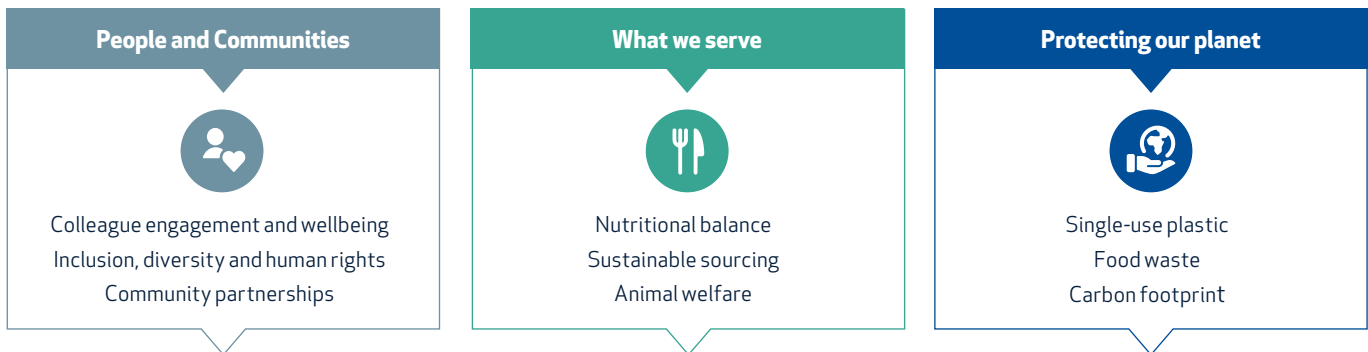 People and Communities
Colleague engagement and wellbeing
Inclusion, diversity and human rights
Community partnerships
What we serve
Nutritional balance
Sustainable sourcing
Animal welfare
Protecting our planet
Single-use plastic
Food waste
Carbon footprint